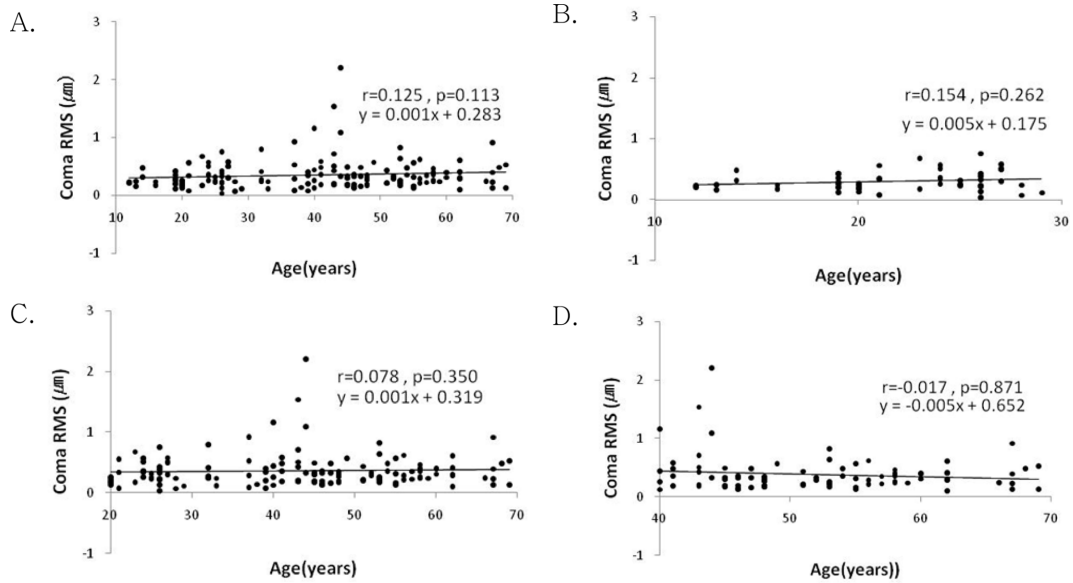 A.
3
2
1
0
-1
10
20
30
40
50
60
70
Coma RMS (㎛)
r=0.125 , p=0.113
y = 0.001x + 0.283
Age(years)
B.
3
2
1
0
-1
10
20
30
Coma RMS (㎛)
r=0.154 , p=0.262
y = 0.005x + 0.175
Age(years)
C.
3
2
1
0
-1
20
30
40
50
60
70
Coma RMS (㎛)
r=0.078 , p=0.350
y = 0.001x + 0.319
Age(years)
D.
3
2
1
0
-1
40
50
60
70
Coma RMS (㎛)
r=-0.017 , p=0.871
y = -0.005x + 0.652
Age(years))